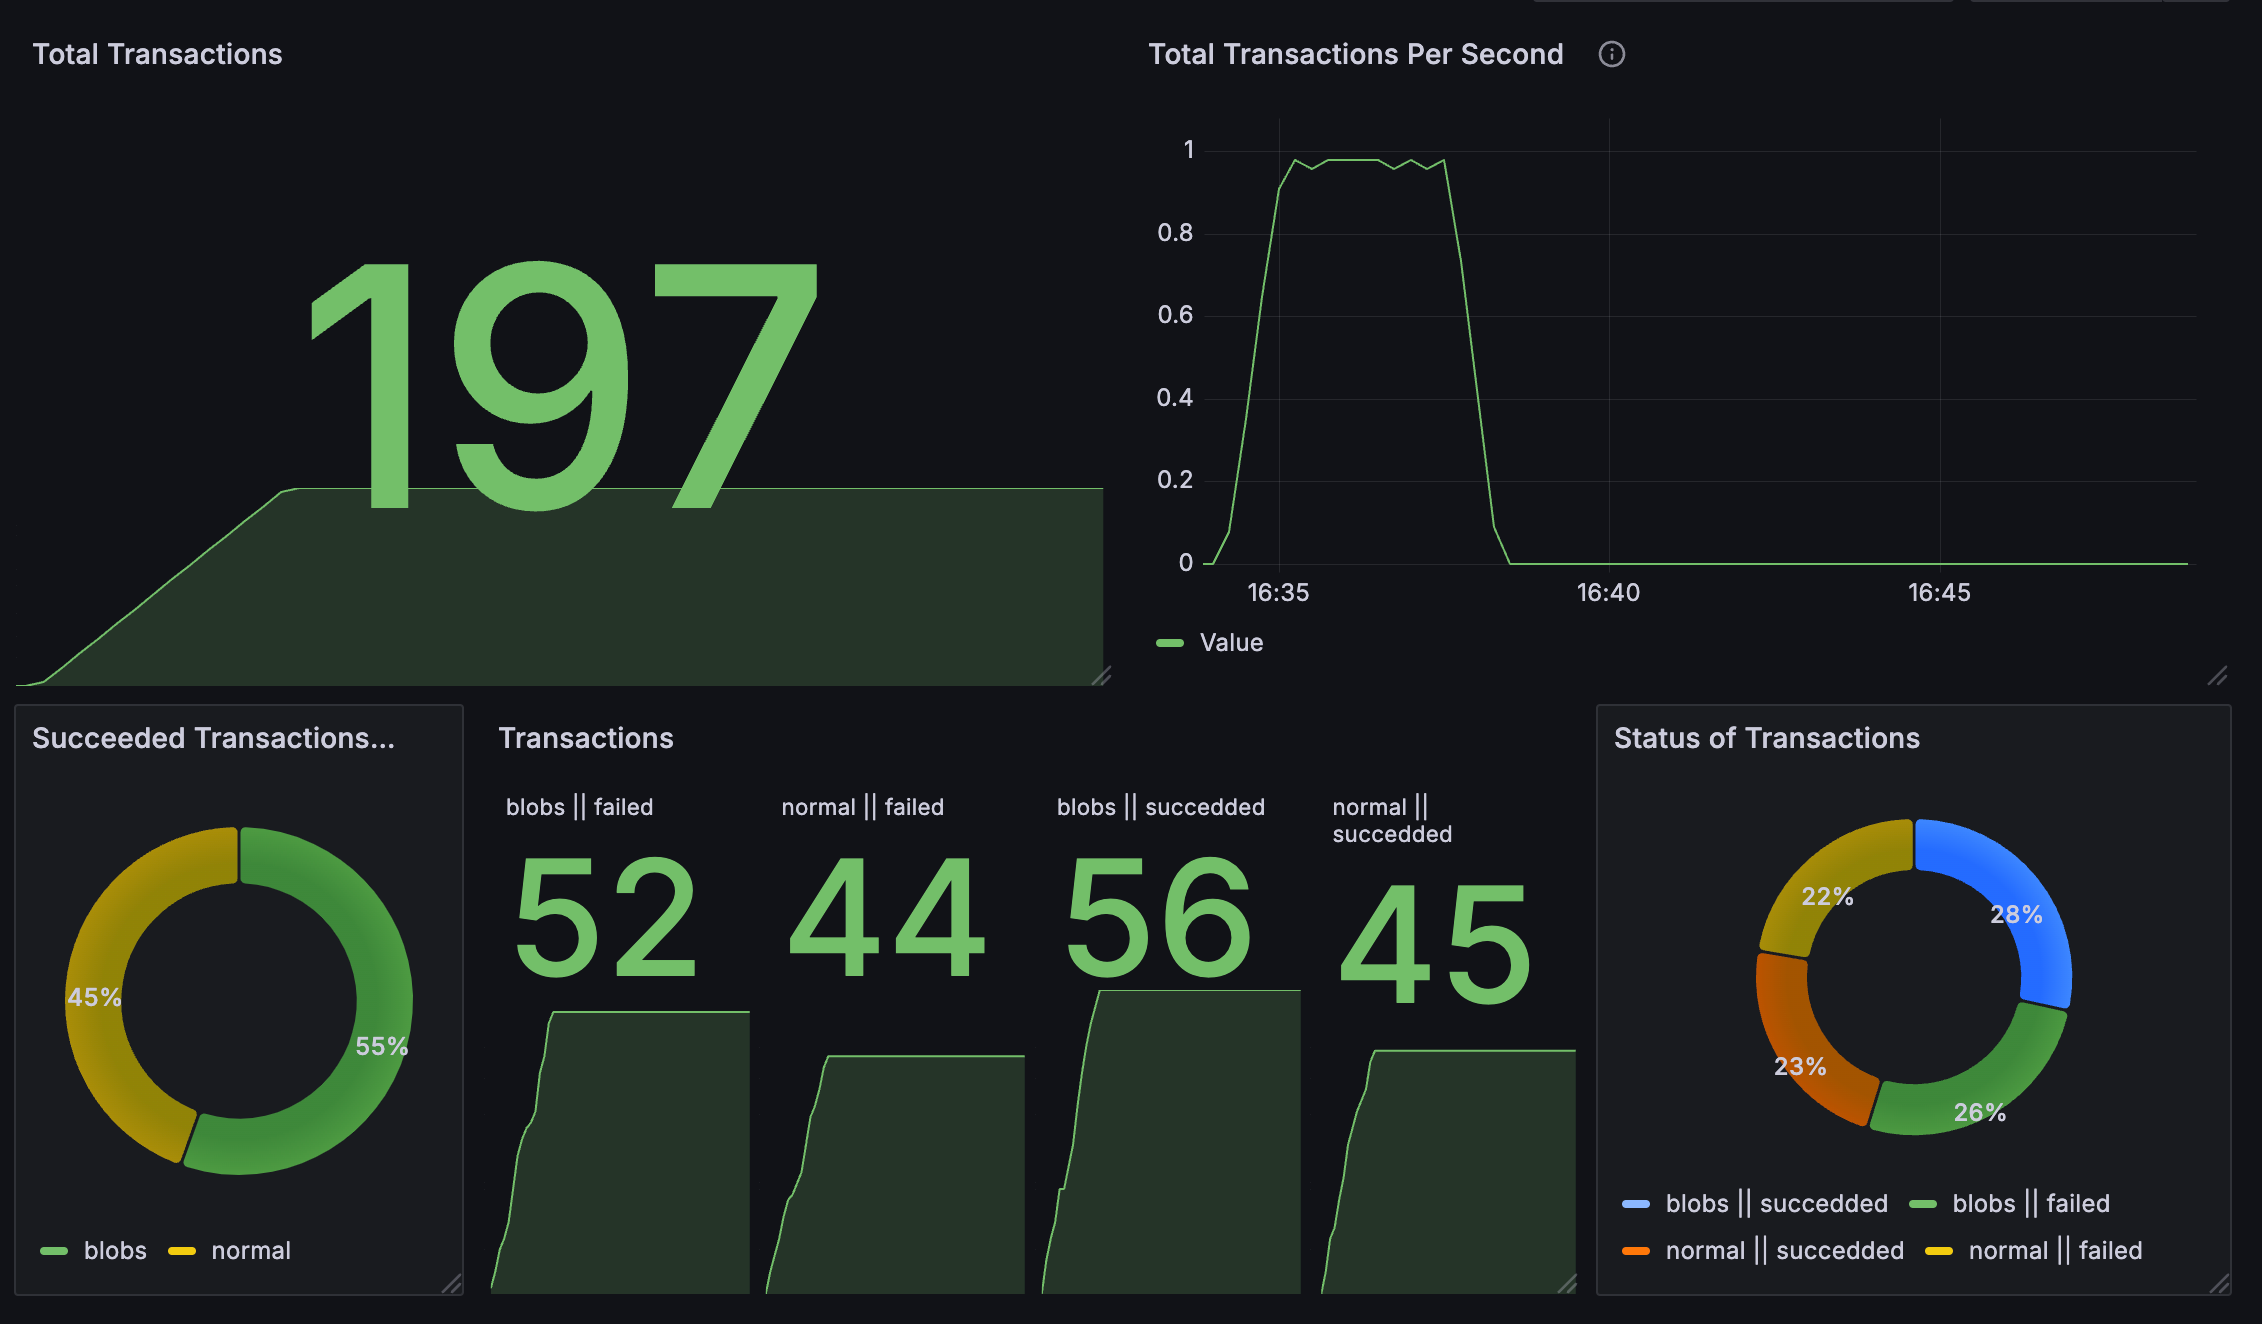 Total Transactions
197
Total Transactions Per Second
1
0.8
0.6
0.4
0.2
0
16:35 16:40 16:45
Value
Succeeded Transactions...
45%
55%
blobs normal
Transactions
blobs || failed
52
normal || failed
44
blobs || succedded
56
normal ||
succedded
45
Status of Transactions
22%
28%
23%
26%
blobs || succedded blobs || failed
normal || succedded normal || failed